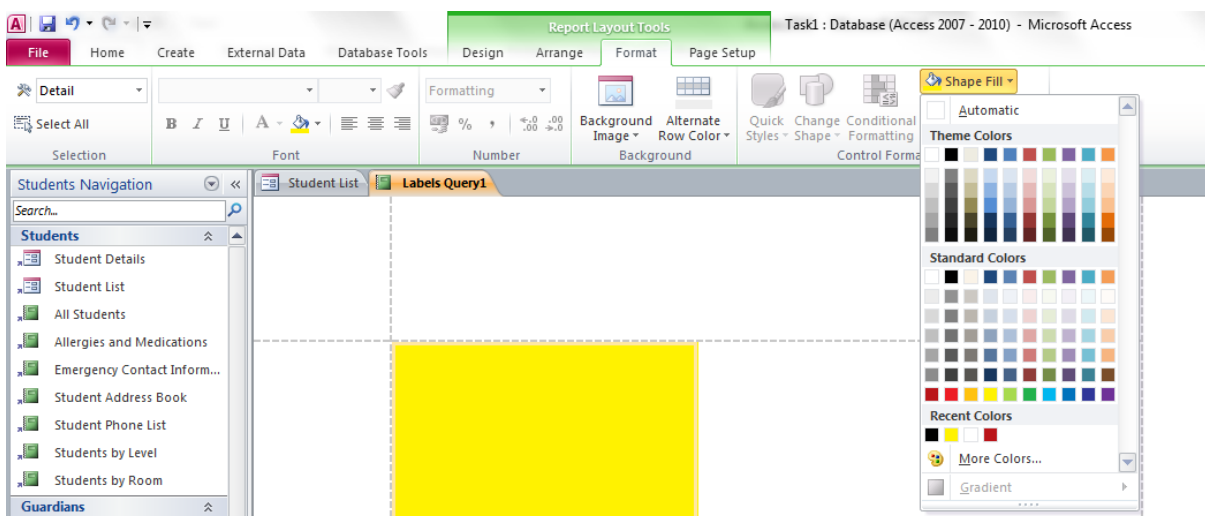 Report Layout Tools
Task1 : Database (Access 2007 - 2010) - Microsoft Access
File Home Create External Data Database Tools Design Arrange Format Page Setup
Detail
Select All
Selection
B I U A
Font
Formatting
% ,
Number
Background Image
Alternate Row Color
Background
Quick Styles
Change Shape
Conditional Formatting
Control Forma
Shape Fill
Automatic
Theme Colors
Standard Colors
Recent Colors
More Colors...
Gradient
Students Navigation
Search...
Students
Student Details
Student List
All Students
Allergies and Medications
Emergency Contact Inform...
Student Address Book
Student Phone List
Students by Level
Students by Room
Guardians
Student List
Labels Query1